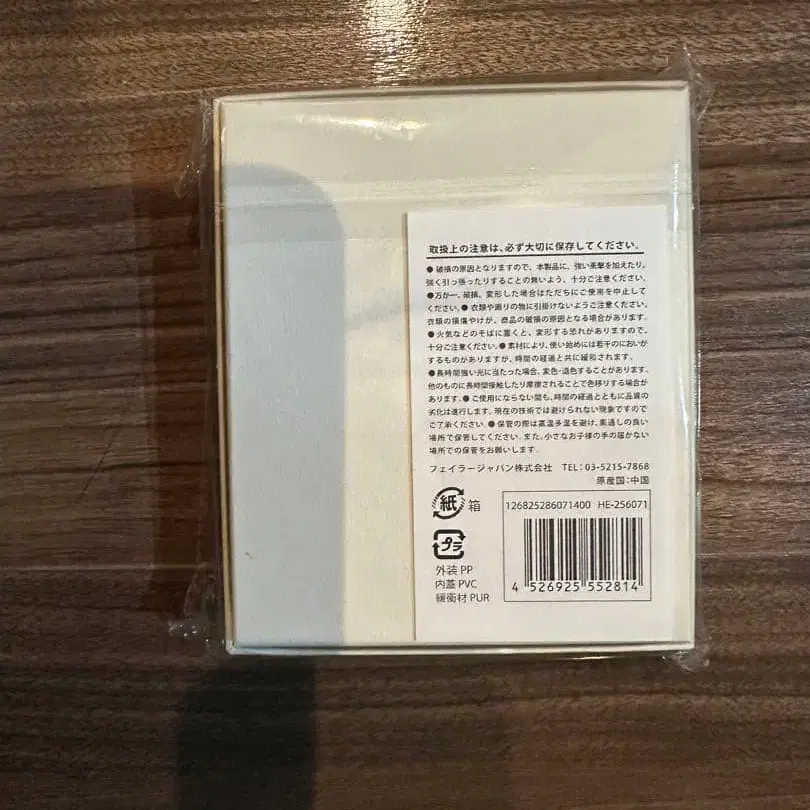 取扱上の注意は、必ず大切に保存してください。
● 破損の原因となりますので、本製品に、強い衝撃を加えたり、
強く引っ張ったりすることの無いよう、十分ご注意ください。
●万が一、破損、変形した場合はただちにご使用を中止して
ください。● 衣類や周りの物に引掛けないようご注意ください。
衣類の損傷やけが、商品の破損の原因となる場合があります。
● 火気などのそばに置くと、変形する恐れがありますので、
十分ご注意ください。● 素材により、使い始めには若干のにおいが
するものがありますが、時間の経過と共に緩和されます。
●長時間強い光に当たった場合、変色・退色することがあります。
他のものに長時間接触したり摩擦されることで色移りする場合が
あります。● ご使用にならない間も、時間の経過とともに品質の
劣化は進行します。現在の技術では避けられない現象ですので
ご了承ください。● 保管の際は高温多湿を避け、風通しの良い
場所で保管してください。また、小さなお子様の手の届かない
場所での保管をお願いします。
フェイラージャパン株式会社 TEL：03-5215-7868
原産国：中国
紙 箱
プラ
外装 PP
内蓋 PVC
緩衛材 PUR
126825286071400 HE-256071
4 526925 552814